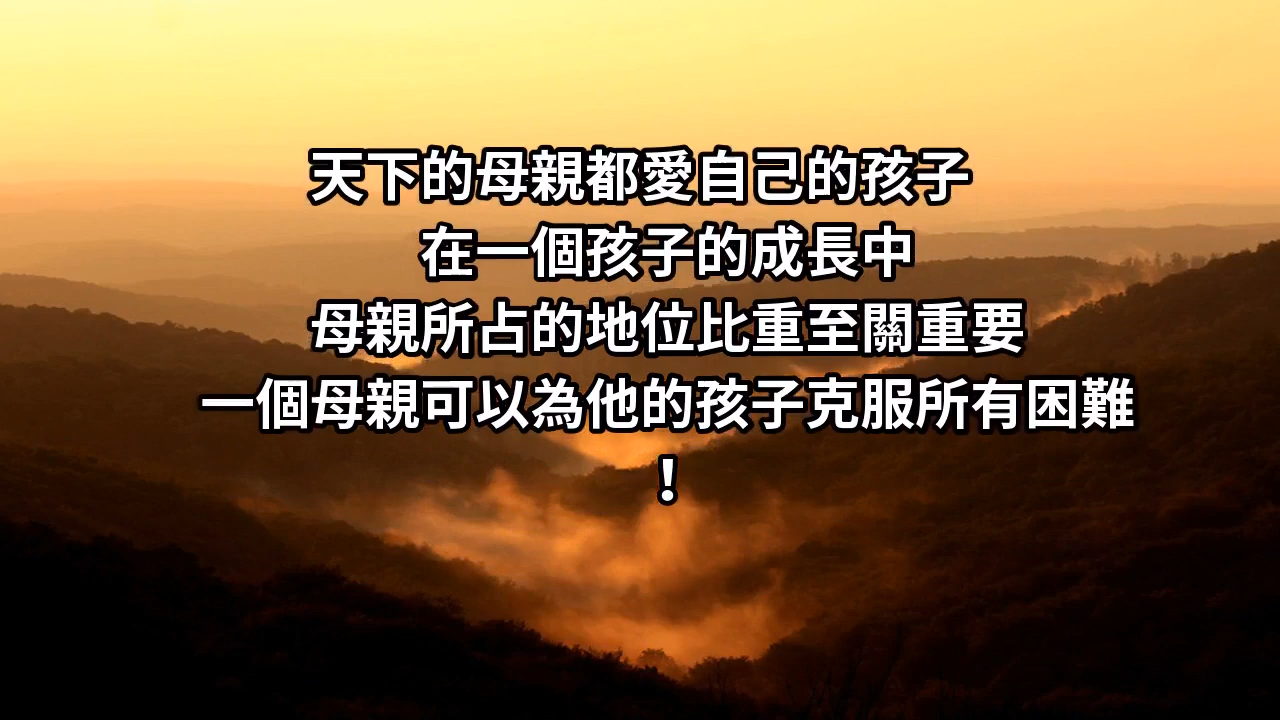 天下的母親都愛自己的孩子
在一個孩子的成長中
母親所占的地位比重至關重要
一個母親可以為他的孩子克服所有困難
！